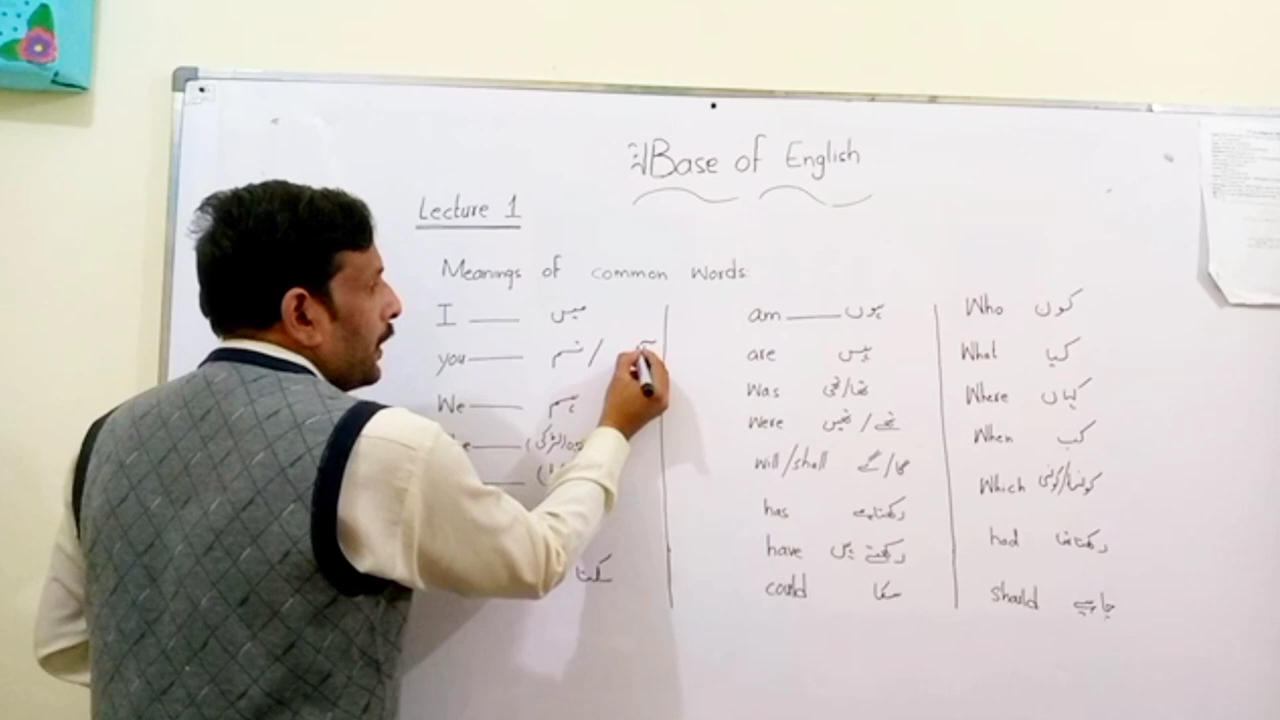 Base of English
Lecture 1
Meanings of common words:
I —— میں
you —— تم /
We —— ہم
(لڑکی)
سکتا
am —— ہوں
are ہیں
Was تھا/تھی
Were تھے/تھیں
will/shall گا/گے
has رکھتا ہے
have رکھتے ہیں
could سکا
Who کون
What کیا
Where کہاں
When کب
Which کونسا/کونسی
had رکھتا تھا
should چاہیے